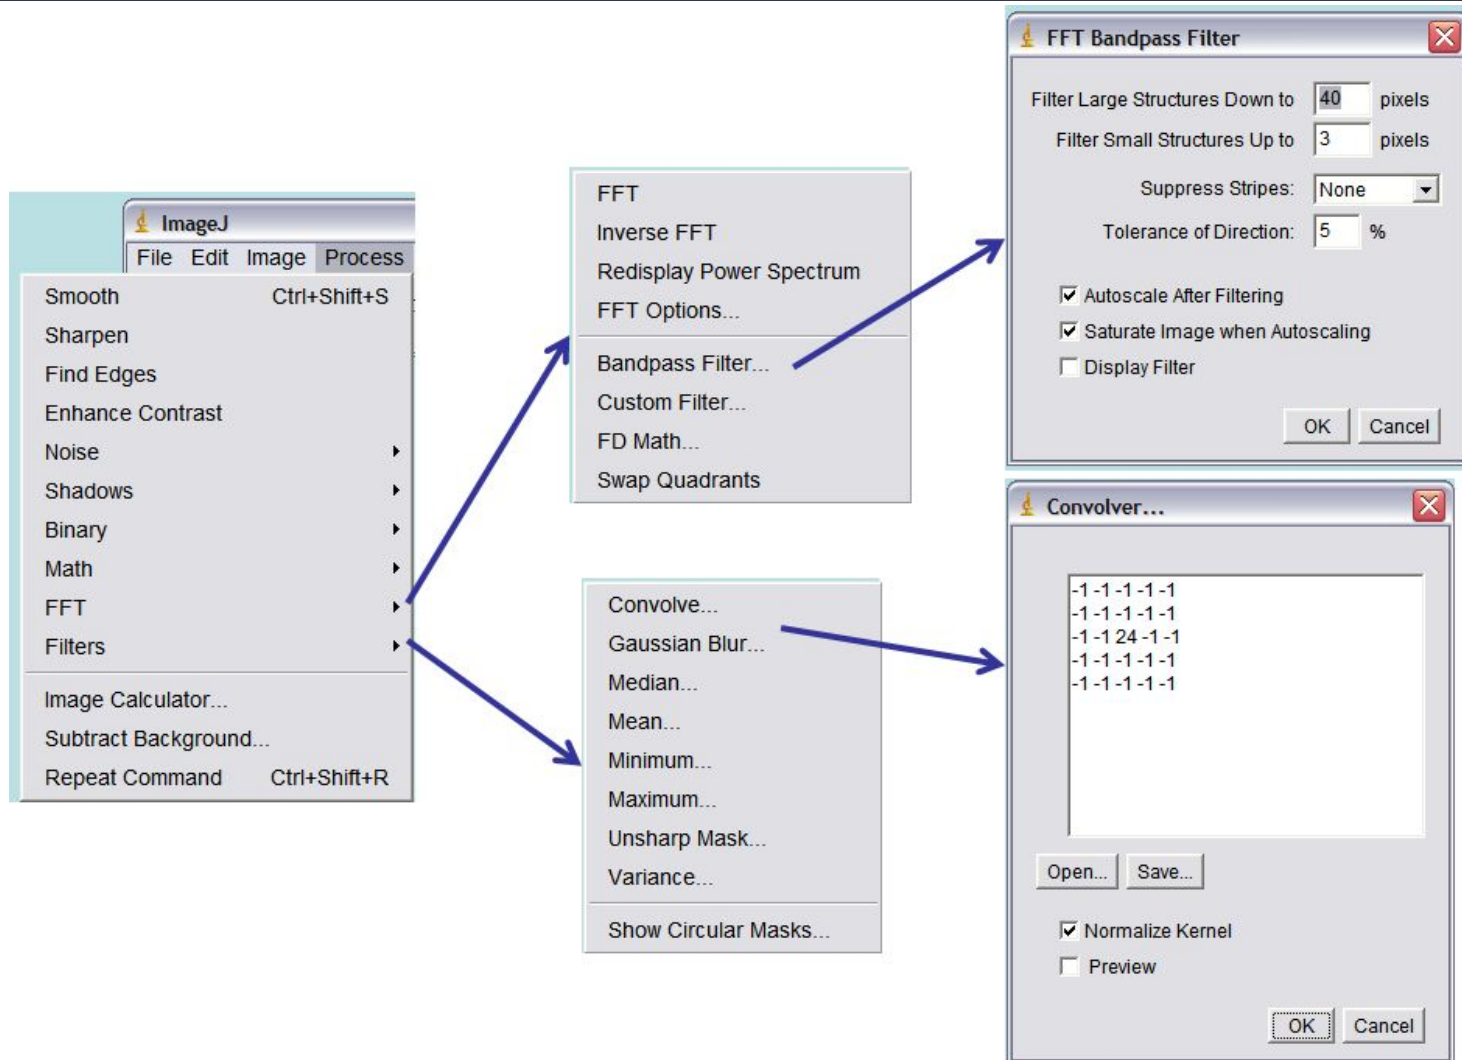 ImageJ
File Edit Image Process
Smooth Ctrl+Shift+S
Sharpen
Find Edges
Enhance Contrast
Noise
Shadows
Binary
Math
FFT
Filters
Image Calculator...
Subtract Background...
Repeat Command Ctrl+Shift+R
FFT
Inverse FFT
Redisplay Power Spectrum
FFT Options...
Bandpass Filter...
Custom Filter...
FD Math...
Swap Quadrants
Convolve...
Gaussian Blur...
Median...
Mean...
Minimum...
Maximum...
Unsharp Mask...
Variance...
Show Circular Masks...
FFT Bandpass Filter
Filter Large Structures Down to 40 pixels
Filter Small Structures Up to 3 pixels
Suppress Stripes: None
Tolerance of Direction: 5 %
Autoscale After Filtering
Saturate Image when Autoscaling
Display Filter
OK Cancel
Convolver...
-1 -1 -1 -1 -1
-1 -1 -1 -1 -1
-1 -1 24 -1 -1
-1 -1 -1 -1 -1
-1 -1 -1 -1 -1
Open... Save...
Normalize Kernel
Preview
OK Cancel